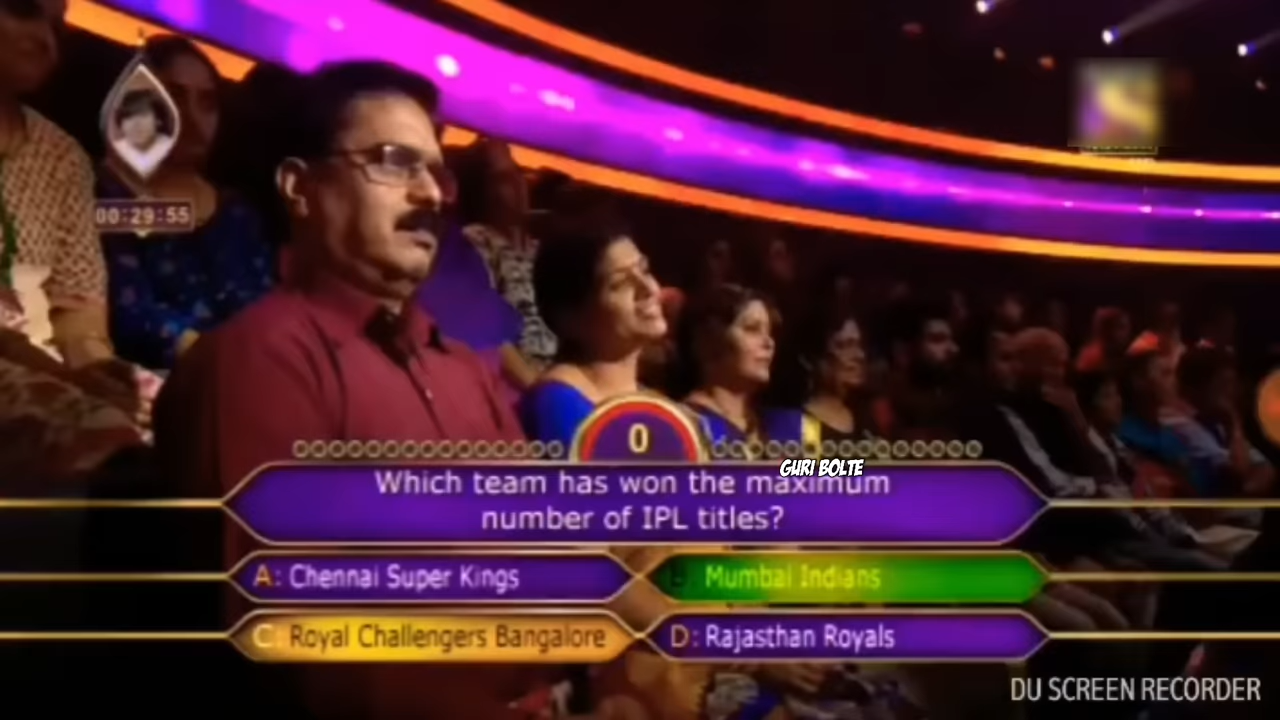 00:29:55
0
GURI BOLTE
Which team has won the maximum
number of IPL titles?
A: Chennai Super Kings
Mumbai Indians
C: Royal Challengers Bangalore
D: Rajasthan Royals
DU SCREEN RECORDER